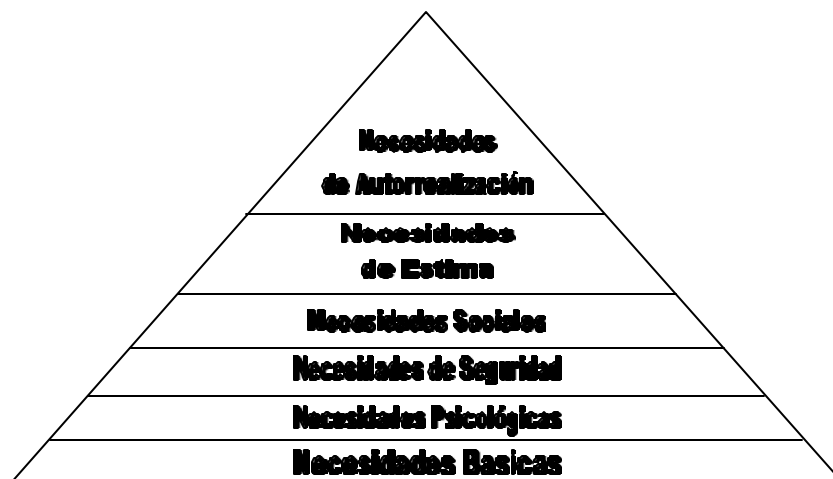 Necesidades
de Autorrealización
Necesidades
de Estima
Necesidades Sociales
Necesidades de Seguridad
Necesidades Psicológicas
Necesidades Basicas